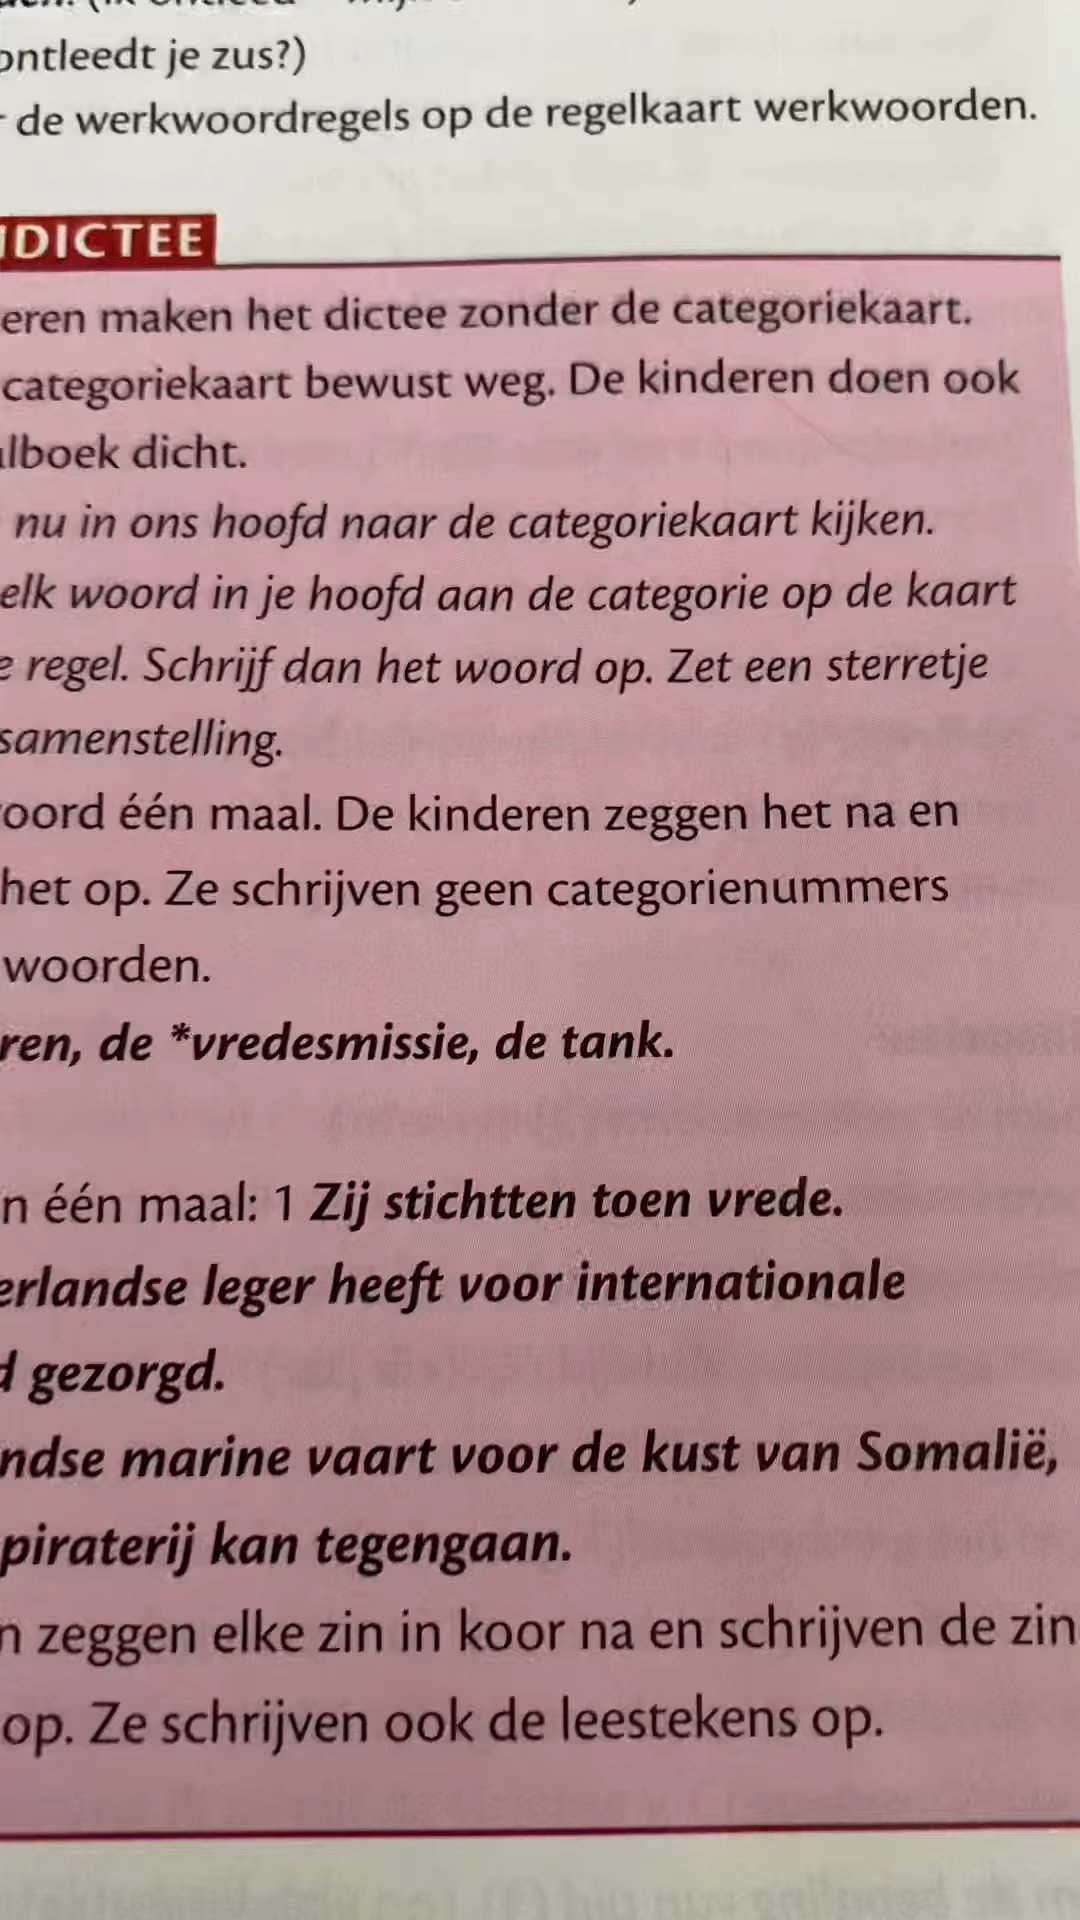 ontleedt je zus?)
de werkwoordregels op de regelkaart werkwoorden.
DICTEE
eren maken het dictee zonder de categoriekaart.
categoriekaart bewust weg. De kinderen doen ook
lboek dicht.
nu in ons hoofd naar de categoriekaart kijken.
elk woord in je hoofd aan de categorie op de kaart
e regel. Schrijf dan het woord op. Zet een sterretje
samenstelling.
oord één maal. De kinderen zeggen het na en
het op. Ze schrijven geen categorienummers
woorden.
ren, de *vredesmissie, de tank.
n één maal: 1 Zij stichtten toen vrede.
erlandse leger heeft voor internationale
d gezorgd.
ndse marine vaart voor de kust van Somalië,
piraterij kan tegengaan.
n zeggen elke zin in koor na en schrijven de zin
op. Ze schrijven ook de leestekens op.